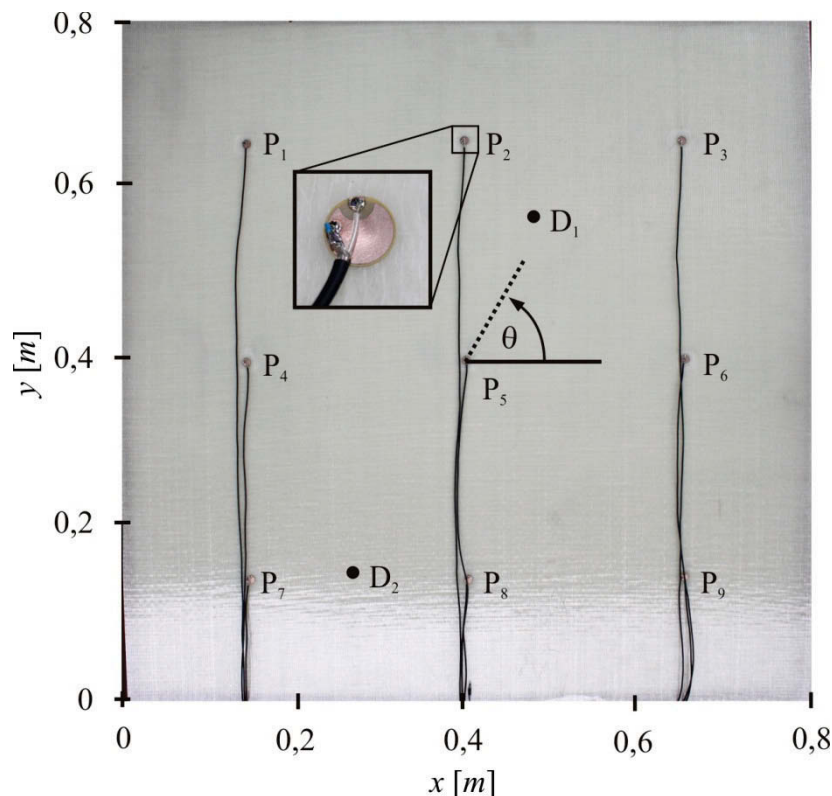 0,8
P₁ P₂ P₃
0,6
D₁
θ
0,4
P₄ P₅ P₆
y [m]
0,2
D₂
P₇ P₈ P₉
0
0 0,2 0,4 0,6 0,8
x [m]